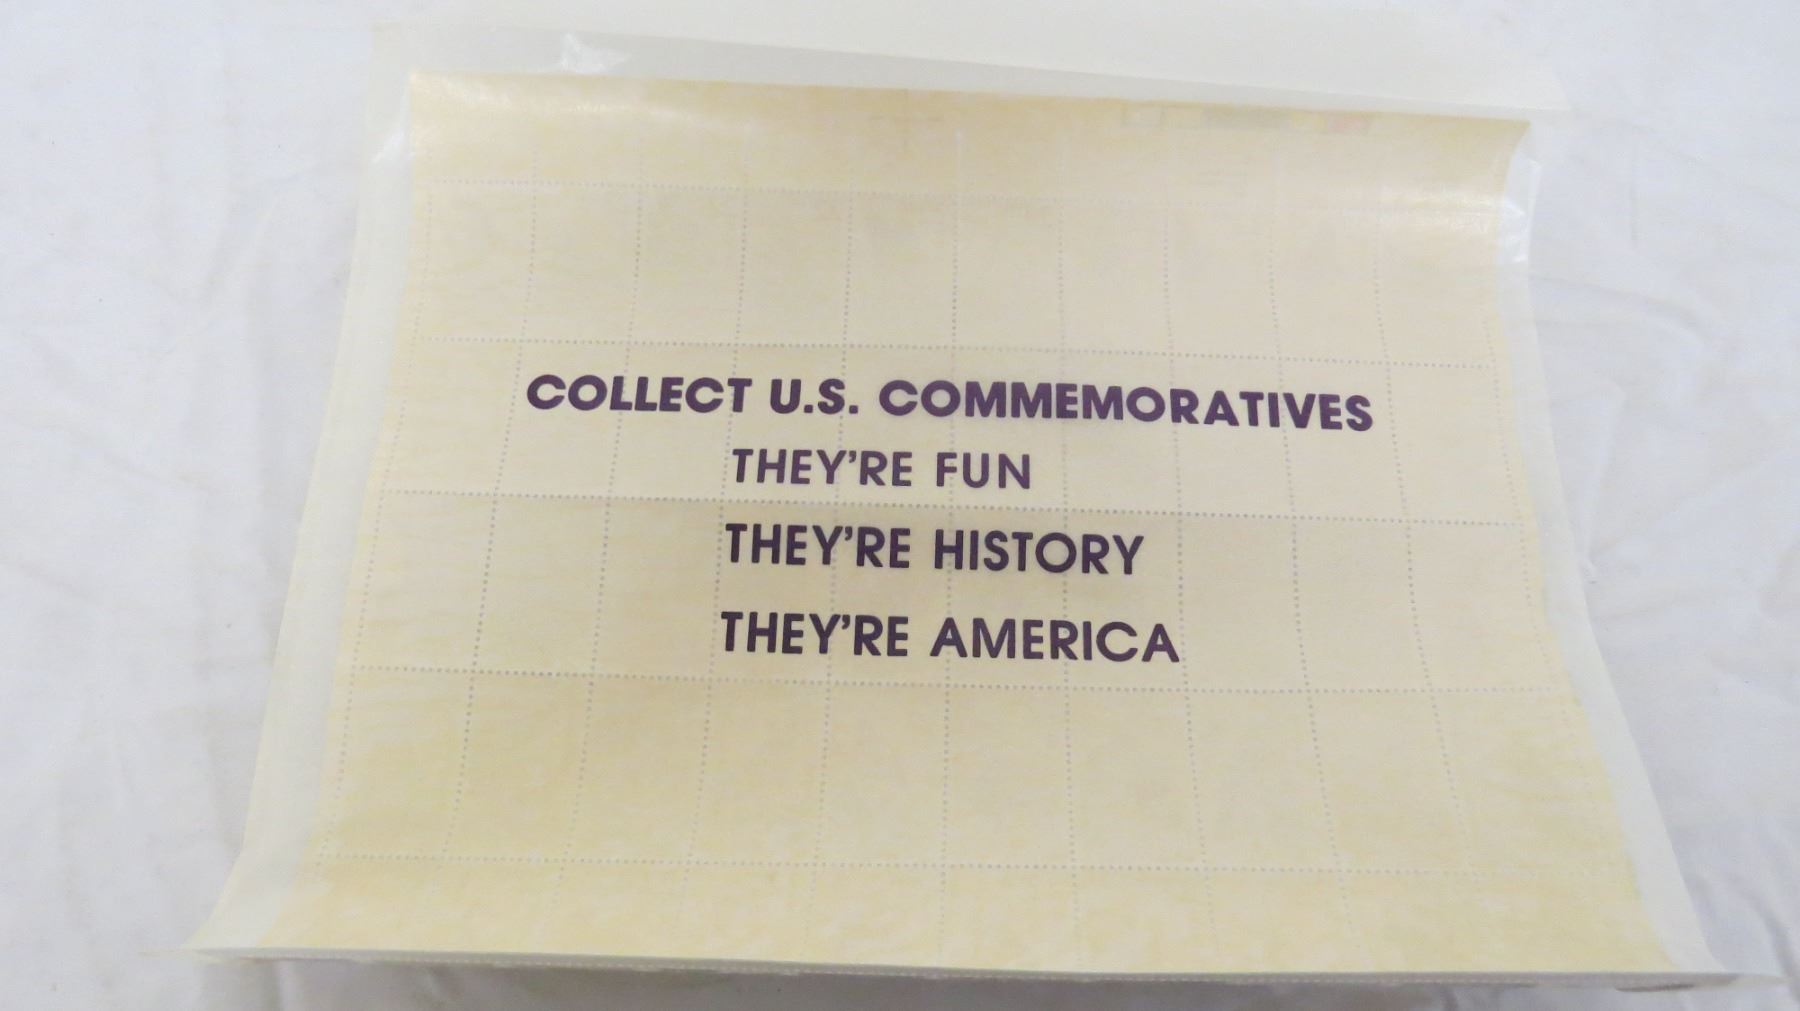 COLLECT U.S. COMMEMORATIVES
THEY'RE FUN
THEY'RE HISTORY
THEY'RE AMERICA